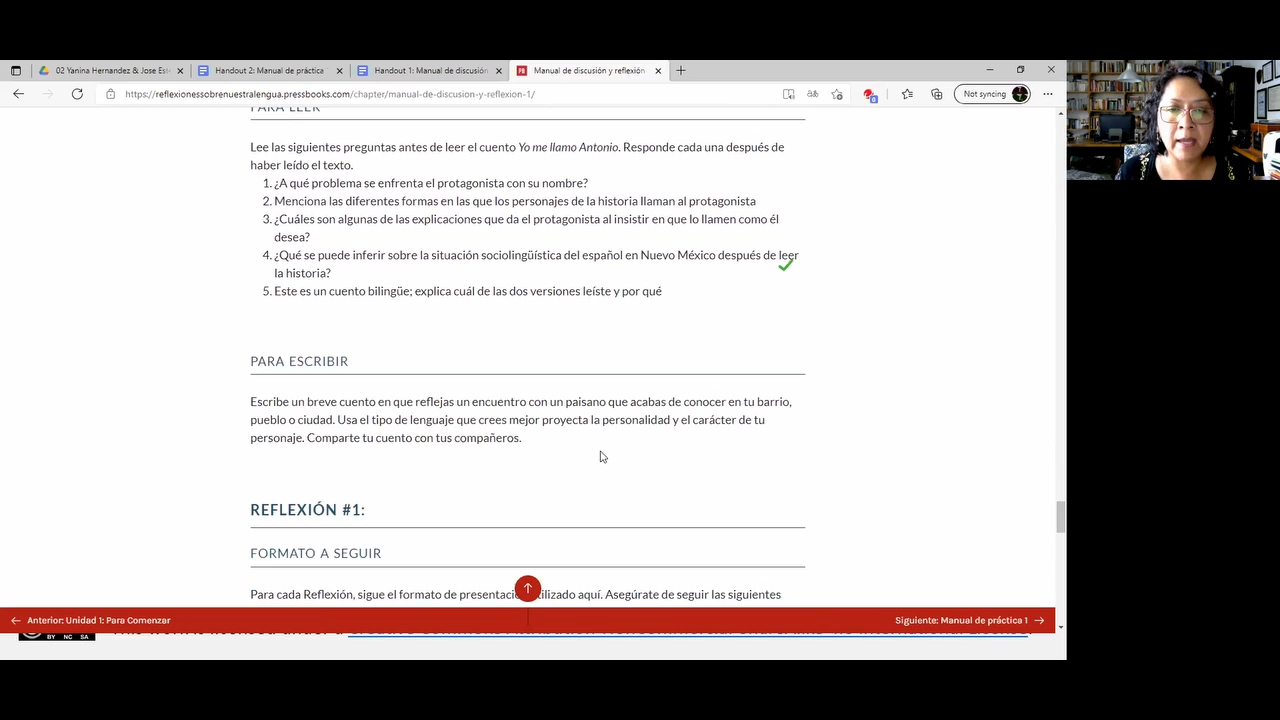 02 Yanina Hernandez & Jose Est
Handout 2: Manual de práctica
Handout 1: Manual de discusión
Manual de discusión y reflexión
https://reflexionessobrenuestralengua.pressbooks.com/chapter/manual-de-discusion-y-reflexion-1/
Not syncing
PARA LEER
Lee las siguientes preguntas antes de leer el cuento Yo me llamo Antonio. Responde cada una después de
haber leído el texto.
1. ¿A qué problema se enfrenta el protagonista con su nombre?
2. Menciona las diferentes formas en las que los personajes de la historia llaman al protagonista
3. ¿Cuáles son algunas de las explicaciones que da el protagonista al insistir en que lo llamen como él
desea?
4. ¿Qué se puede inferir sobre la situación sociolingüística del español en Nuevo México después de leer
la historia?
5. Este es un cuento bilingüe; explica cuál de las dos versiones leíste y por qué
PARA ESCRIBIR
Escribe un breve cuento en que reflejas un encuentro con un paisano que acabas de conocer en tu barrio,
pueblo o ciudad. Usa el tipo de lenguaje que crees mejor proyecta la personalidad y el carácter de tu
personaje. Comparte tu cuento con tus compañeros.
REFLEXIÓN #1:
FORMATO A SEGUIR
Para cada Reflexión, sigue el formato de aquí. Asegúrate de seguir las siguientes
Anterior: Unidad 1: Para Comenzar
Siguiente: Manual de práctica 1
BY NC SA